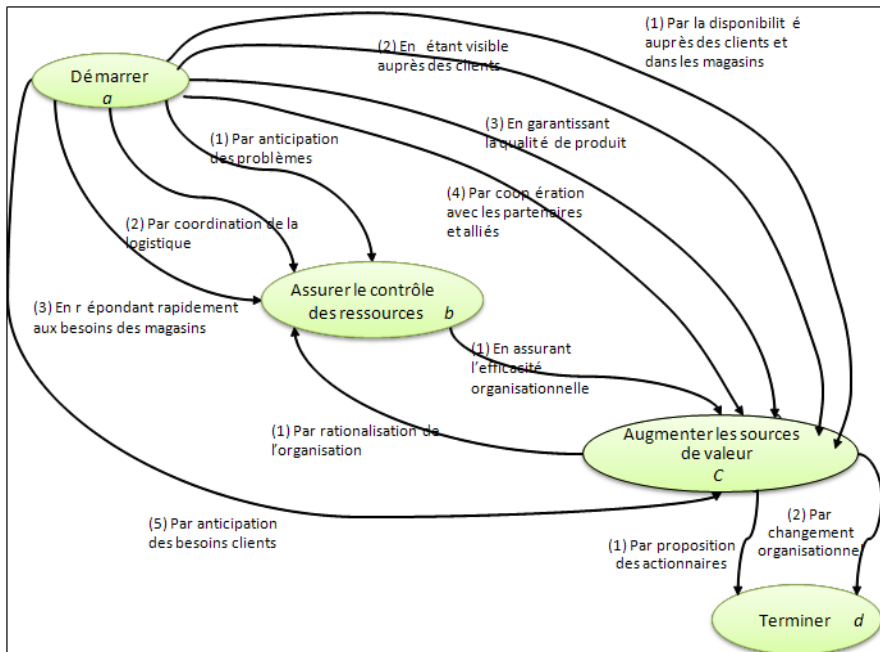 (1) Par la disponibilit é
auprès des clients et
dans les magasins
(2) En étant visible
auprès des clients
Démarrer
a
(1) Par anticipation
des problèmes
(3) En garantissant
la qualité de produit
(4) Par coop ération
avec les partenaires
et alliés
(2) Par coordination de la
logistique
(3) En r épondant rapidement
aux besoins des magasins
Assurer le contrôle
des ressources b
(1) En assurant
l'efficacité
organisationnelle
(1) Par rationalisation de
l'organisation
Augmenter les sources
de valeur
C
(5) Par anticipation
des besoins clients
(2) Par
changement
organisationnel
(1) Par proposition
des actionnaires
Terminer d